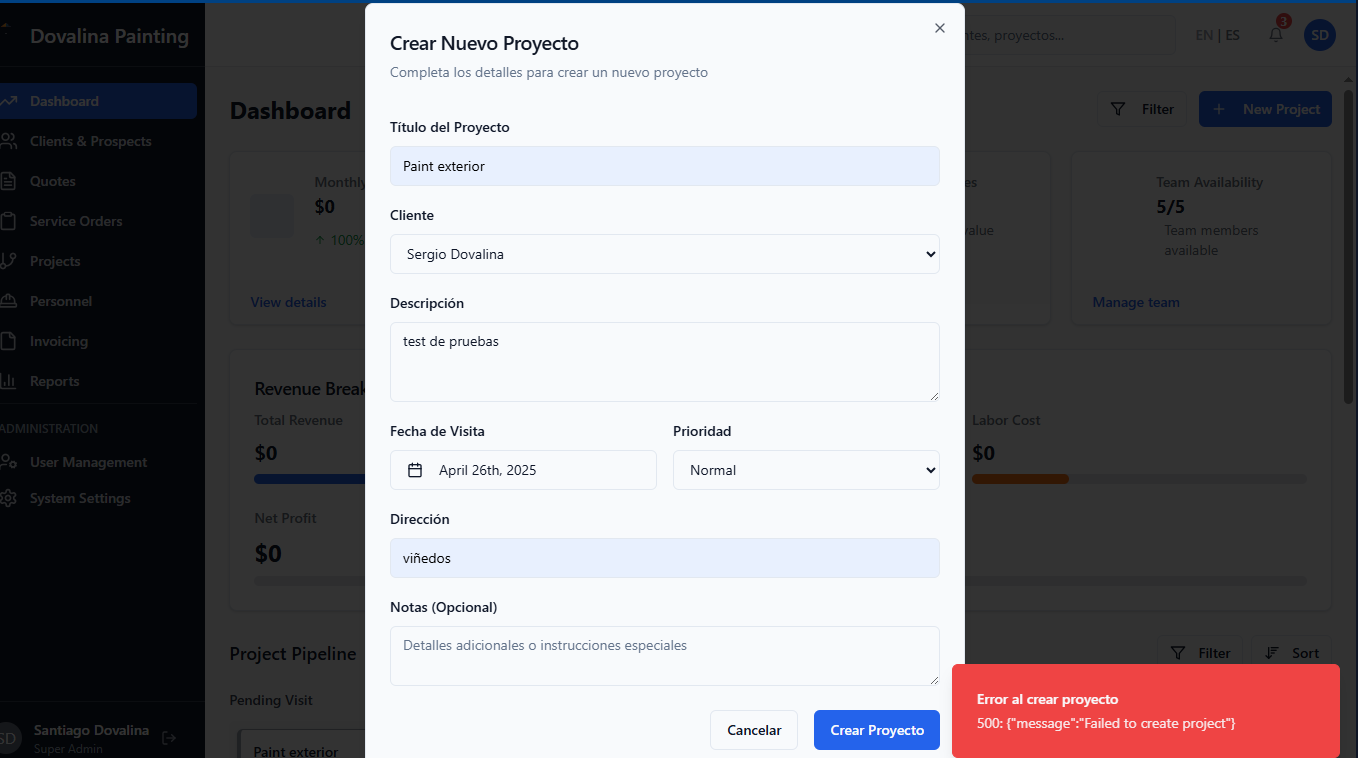 Dovalina Painting
Dashboard
Clients & Prospects
Quotes
Service Orders
Projects
Personnel
Invoicing
Reports
ADMINISTRATION
User Management
System Settings
SD
Santiago Dovalina
Super Admin
ntes, proyectos...
EN | ES
3
SD
Dashboard
Filter
New Project
Monthly
$0
100%
View details
es
value
Team Availability
5/5
Team members
available
Manage team
Revenue Break
Total Revenue
$0
Labor Cost
$0
Net Profit
$0
Project Pipeline
Filter
Sort
Pending Visit
Paint exterior
Crear Nuevo Proyecto
Completa los detalles para crear un nuevo proyecto
Título del Proyecto
Paint exterior
Cliente
Sergio Dovalina
Descripción
test de pruebas
Fecha de Visita
Prioridad
April 26th, 2025
Normal
Dirección
viñedos
Notas (Opcional)
Detalles adicionales o instrucciones especiales
Cancelar
Crear Proyecto
Error al crear proyecto
500: {"message":"Failed to create project"}